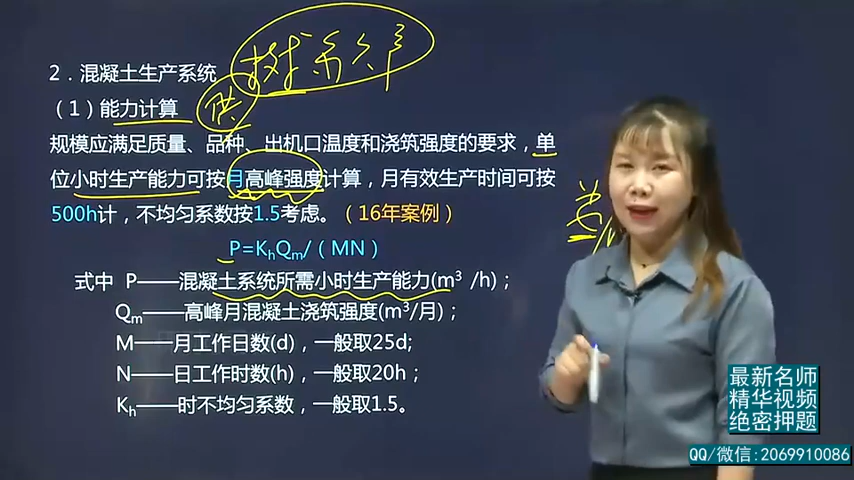 2．混凝土生产系统
（1）能力计算
供
规模应满足质量、品种、出机口温度和浇筑强度的要求，单
位小时生产能力可按月高峰强度计算，月有效生产时间可按
500h计，不均匀系数按1.5考虑。（16年案例）
P=KhQm/（MN）
式中 P——混凝土系统所需小时生产能力(m³ /h)；
Qm——高峰月混凝土浇筑强度(m³/月)；
M——月工作日数(d)，一般取25d;
N——日工作时数(h)，一般取20h；
Kh——时不均匀系数，一般取1.5。
最新名师
精华视频
绝密押题
QQ/微信:2069910086